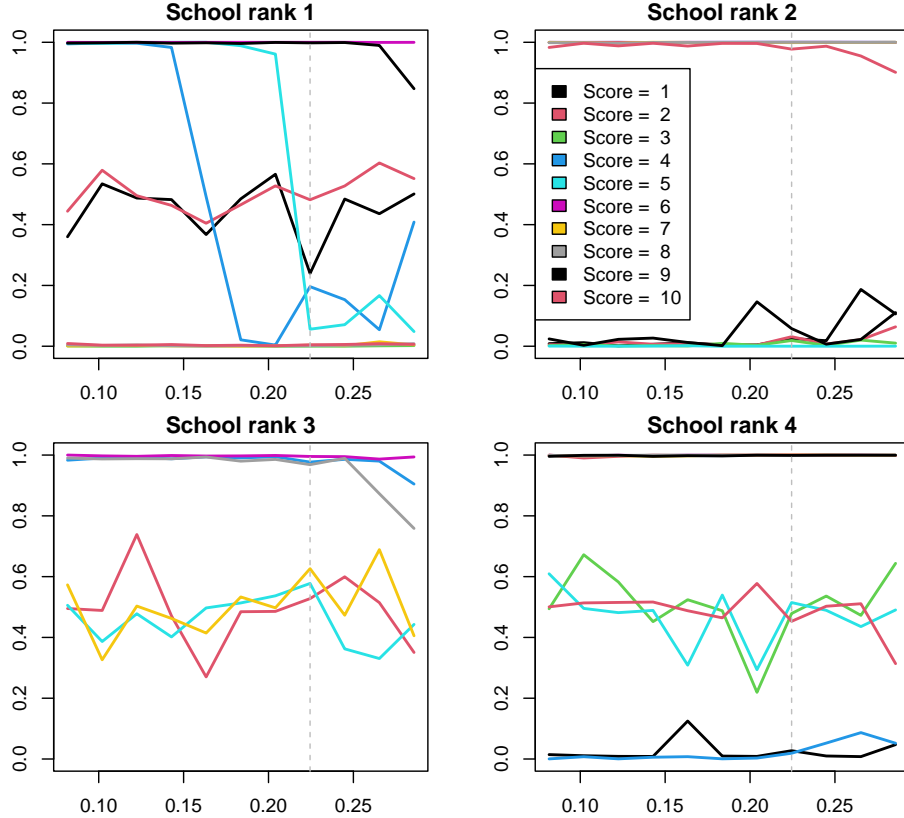 School rank 1
School rank 2
1.0
0.8
0.6
0.4
0.2
0.0
0.10
0.15
0.20
0.25
1.0
0.8
0.6
0.4
0.2
0.0
Score = 1
Score = 2
Score = 3
Score = 4
Score = 5
Score = 6
Score = 7
Score = 8
Score = 9
Score = 10
0.10
0.15
0.20
0.25
School rank 3
School rank 4
1.0
0.8
0.6
0.4
0.2
0.0
0.10
0.15
0.20
0.25
1.0
0.8
0.6
0.4
0.2
0.0
0.10
0.15
0.20
0.25